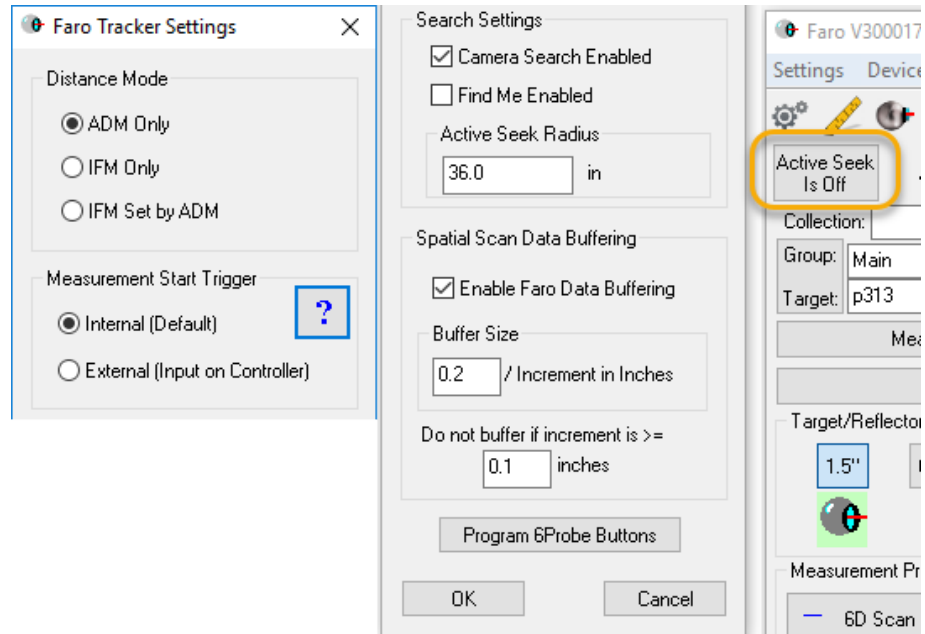 Faro Tracker Settings
Distance Mode
ADM Only
IFM Only
IFM Set by ADM
Measurement Start Trigger
?
Internal (Default)
External (Input on Controller)
Search Settings
Camera Search Enabled
Find Me Enabled
Active Seek Radius
36.0 in
Spatial Scan Data Buffering
Enable Faro Data Buffering
Buffer Size
0.2 / Increment in Inches
Do not buffer if increment is >=
0.1 inches
Program 6Probe Buttons
OK Cancel
Faro V300017
Settings Device
Active Seek
Is Off
Collection:
Group: Main
Target: p313
Mea
Target/Reflector
1.5"
Measurement Pr
6D Scan